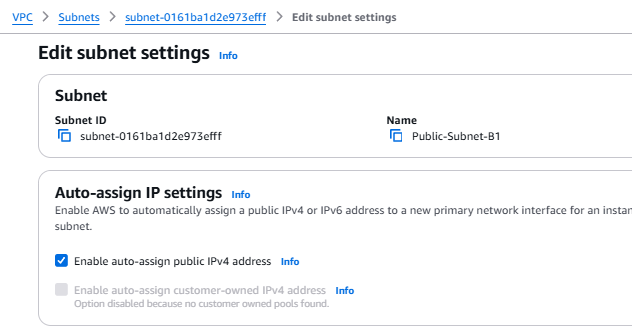 VPC > Subnets > subnet-0161ba1d2e973efff > Edit subnet settings
Edit subnet settings Info
Subnet
Subnet ID Name
subnet-0161ba1d2e973efff Public-Subnet-B1
Auto-assign IP settings Info
Enable AWS to automatically assign a public IPv4 or IPv6 address to a new primary network interface for an instan
subnet.
Enable auto-assign public IPv4 address Info
Enable auto-assign customer-owned IPv4 address Info
Option disabled because no customer owned pools found.